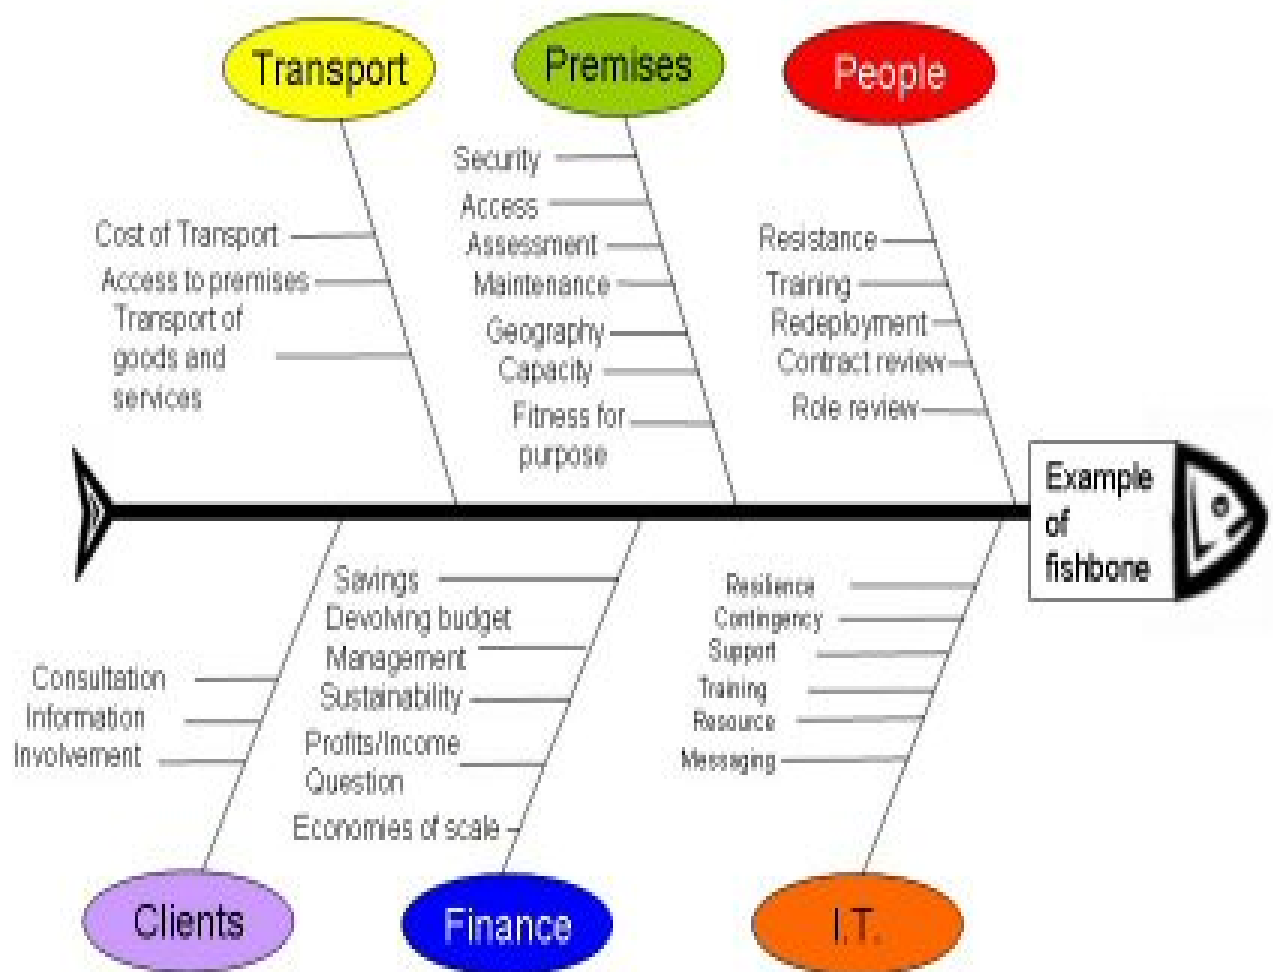 Transport
Premises
People
Security
Access
Assessment
Maintenance
Geography
Capacity
Fitness for
purpose
Cost of Transport
Access to premises
Transport of
goods and
services
Resistance
Training
Redeployment
Contract review
Role review
Example
of
fishbone
Savings
Devolving budget
Management
Sustainability
Profits/Income
Question
Economies of scale
Consultation
Information
Involvement
Resilience
Contingency
Support
Training
Resource
Messaging
Clients
Finance
I.T.